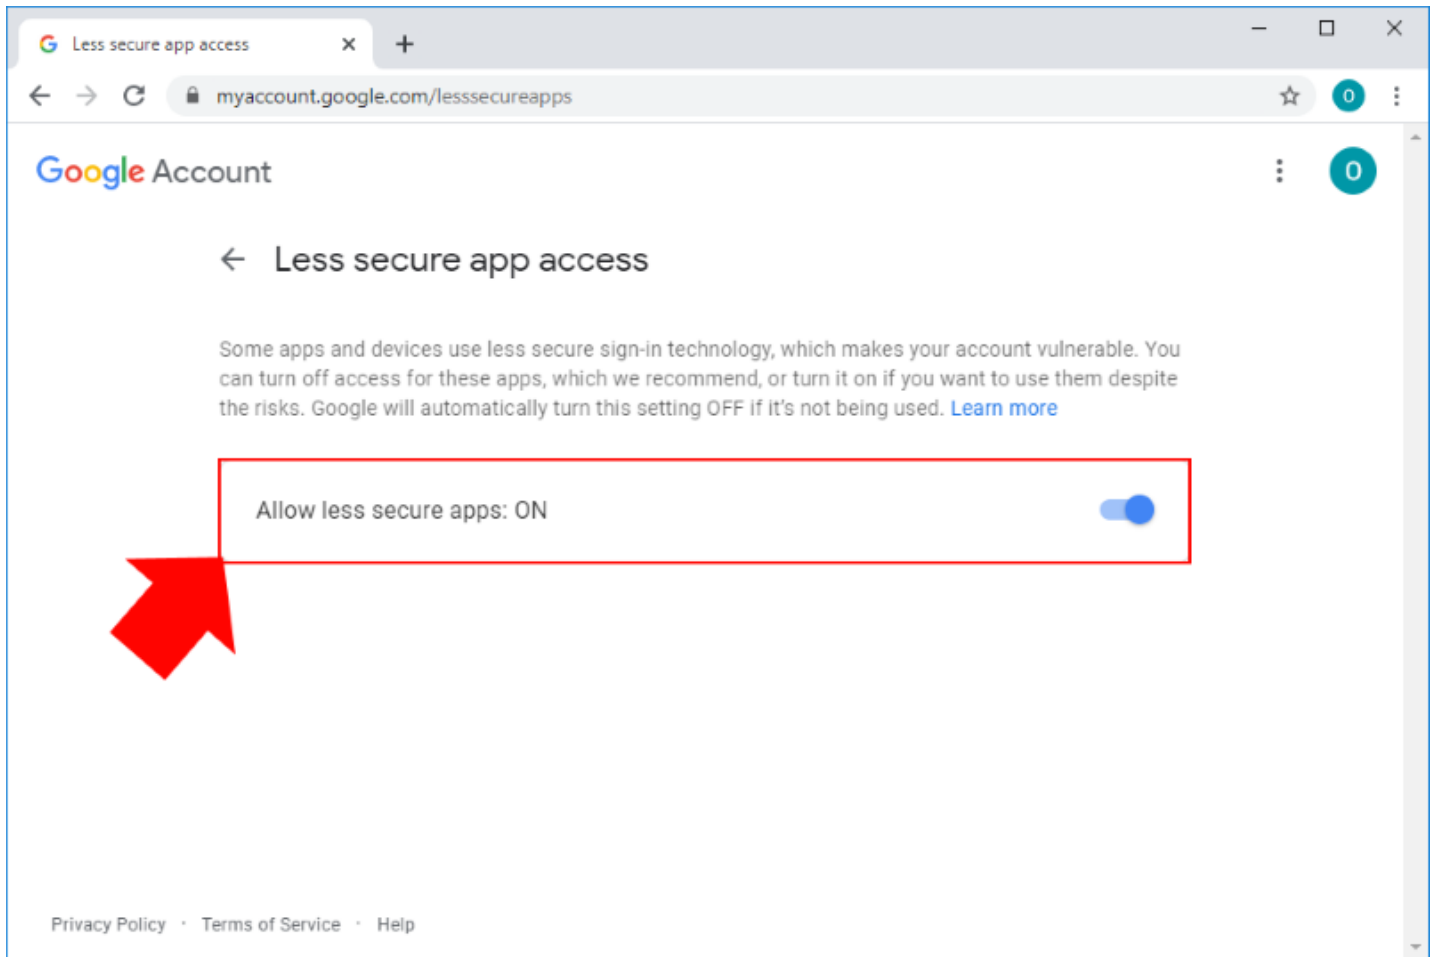 Less secure app access
myaccount.google.com/lesssecureapps
O
Google Account
O
Less secure app access
Some apps and devices use less secure sign-in technology, which makes your account vulnerable. You
can turn off access for these apps, which we recommend, or turn it on if you want to use them despite
the risks. Google will automatically turn this setting OFF if it's not being used. Learn more
Allow less secure apps: ON
Privacy Policy · Terms of Service · Help